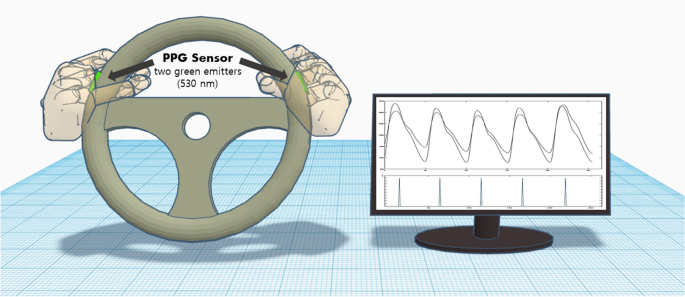 PPG Sensor
two green emitters
(530 nm)